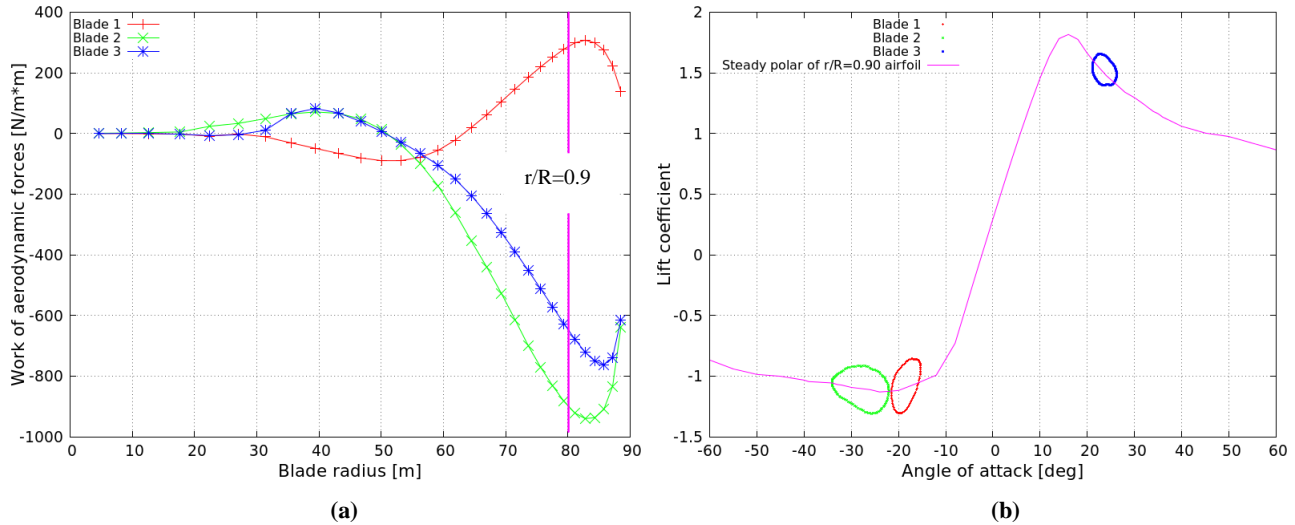 400
200
0
-200
-400
-600
-800
-1000
0 10 20 30 40 50 60 70 80 90
Work of aerodynamic forces [N/m*m]
Blade radius [m]
Blade 1
Blade 2
Blade 3
r/R=0.9
(a)
2
1.5
1
0.5
0
-0.5
-1
-1.5
-60 -50 -40 -30 -20 -10 0 10 20 30 40 50 60
Lift coefficient
Angle of attack [deg]
Blade 1
Blade 2
Blade 3
Steady polar of r/R=0.90 airfoil
(b)